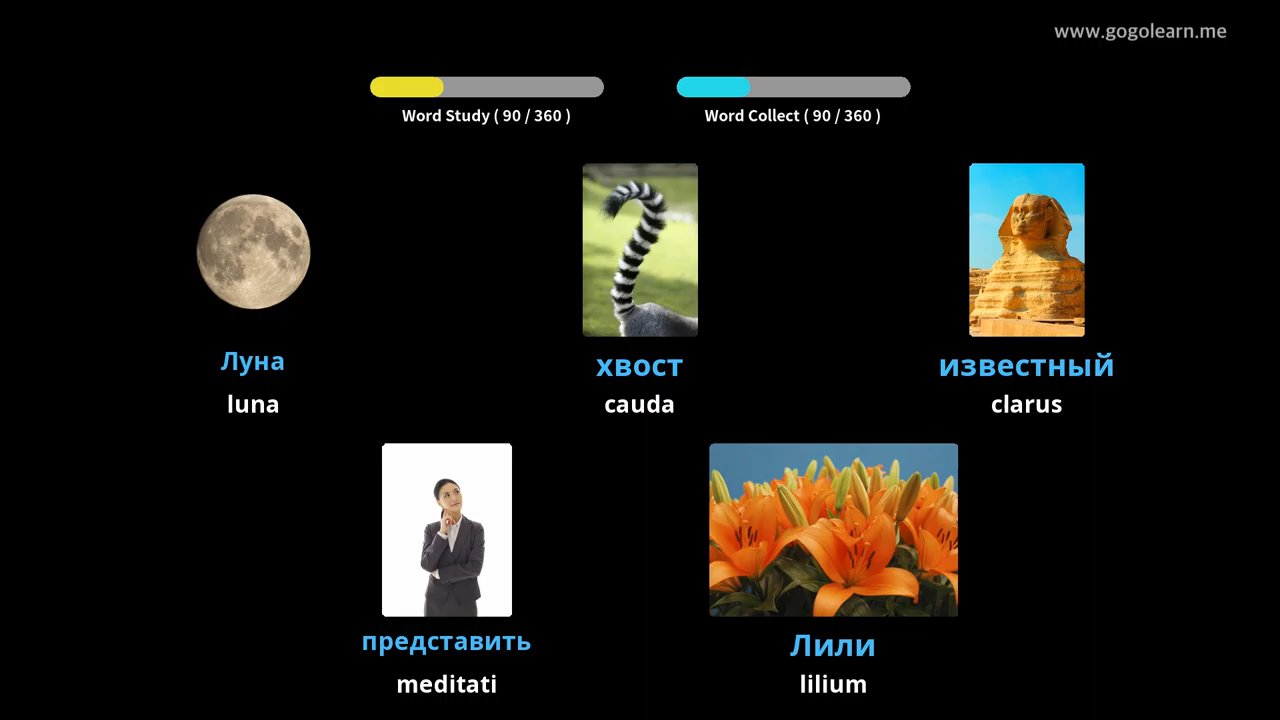 www.gogolearn.me
Word Study ( 90 / 360 )
Word Collect ( 90 / 360 )
Луна
luna
хвост
cauda
известный
clarus
представить
meditati
Лили
lilium